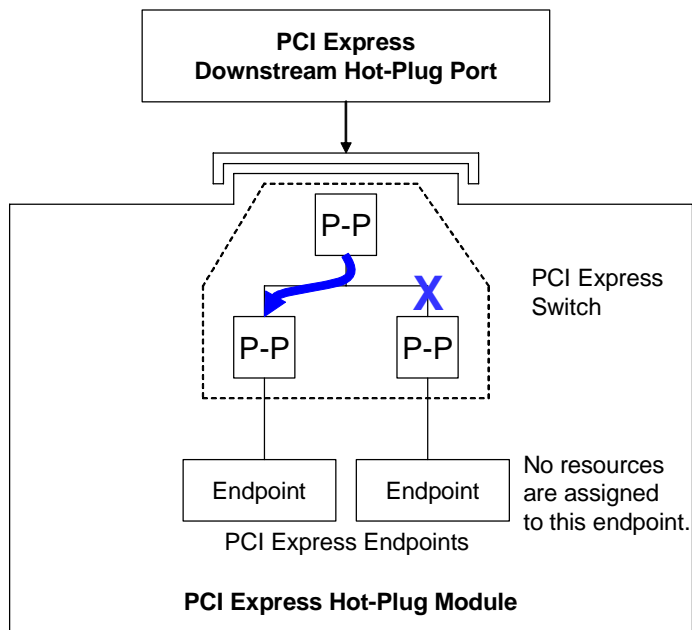 PCI Express
Downstream Hot-Plug Port
P-P
PCI Express
Switch
X
P-P
P-P
Endpoint
Endpoint
No resources
are assigned
to this endpoint.
PCI Express Endpoints
PCI Express Hot-Plug Module